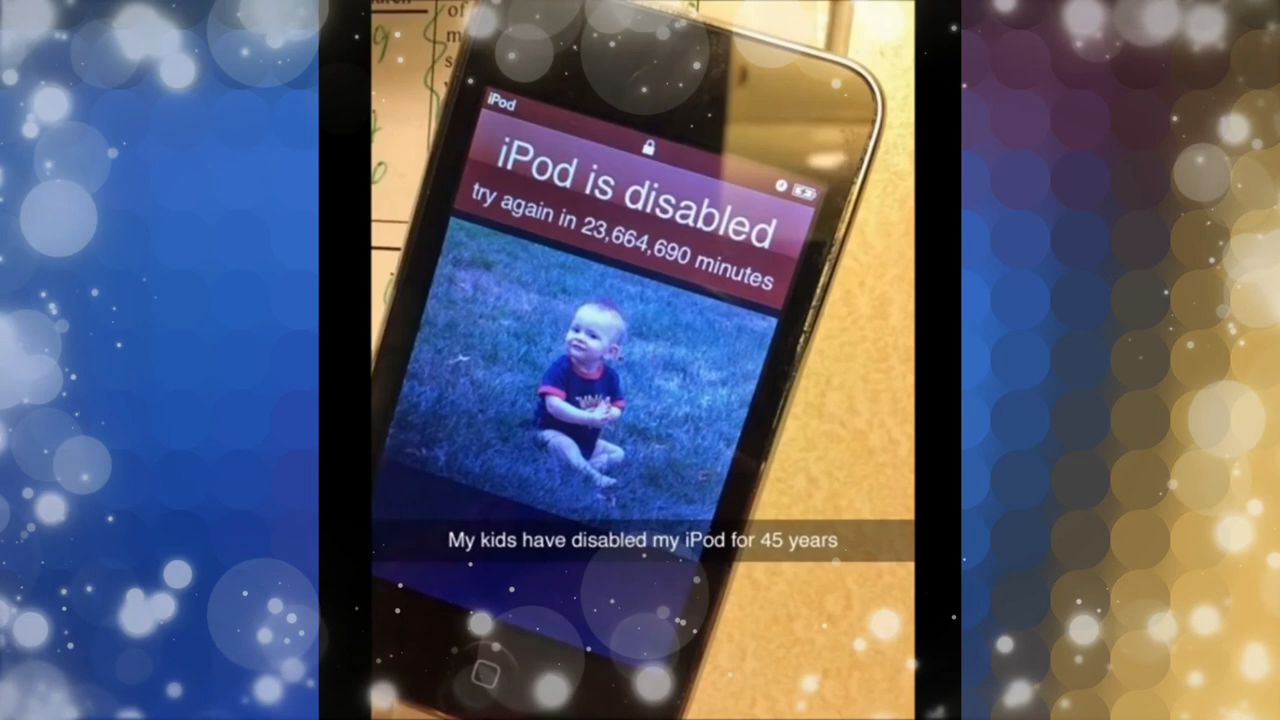 of
m
s
iPod
iPod is disabled
try again in 23,664,690 minutes
My kids have disabled my iPod for 45 years